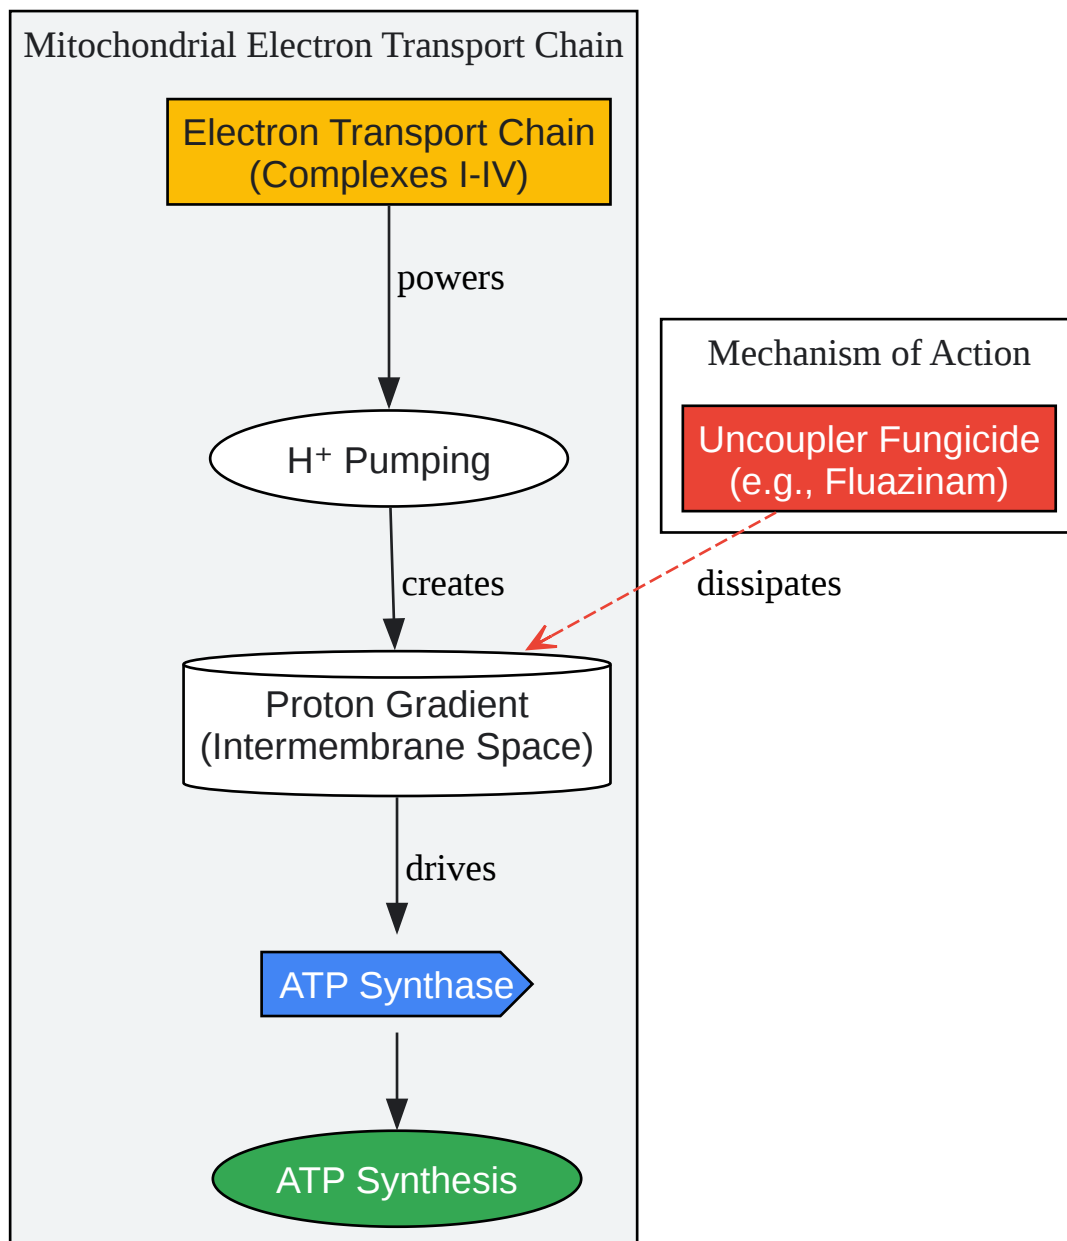 Mitochondrial Electron Transport Chain
Electron Transport Chain
(Complexes I-IV)
powers
Mechanism of Action
Uncoupler Fungicide
(e.g., Fluazinam)
H⁺ Pumping
creates
dissipates
Proton Gradient
(Intermembrane Space)
drives
ATP Synthase
ATP Synthesis